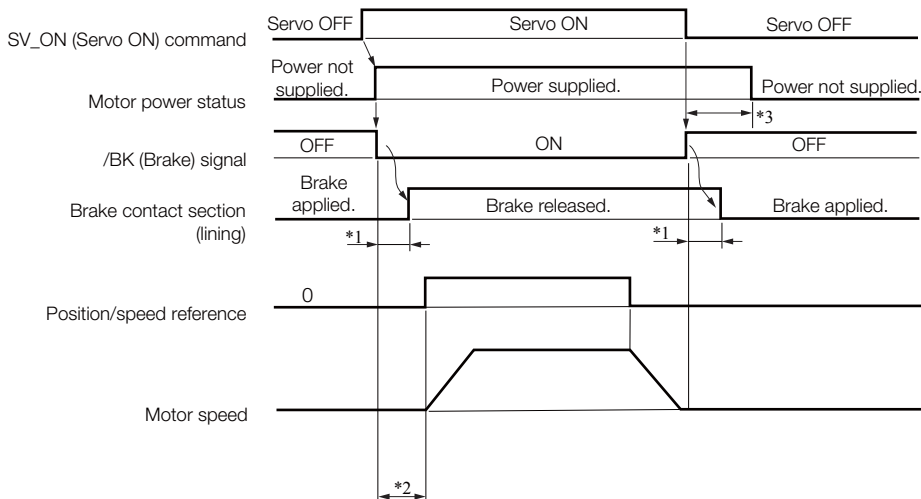 SV_ON (Servo ON) command
Servo OFF
Servo ON
Servo OFF
Motor power status
Power not
supplied.
Power supplied.
Power not supplied.
*3
/BK (Brake) signal
OFF
ON
OFF
Brake contact section
(lining)
Brake
applied.
Brake released.
Brake applied.
*1
*1
Position/speed reference
0
Motor speed
*2